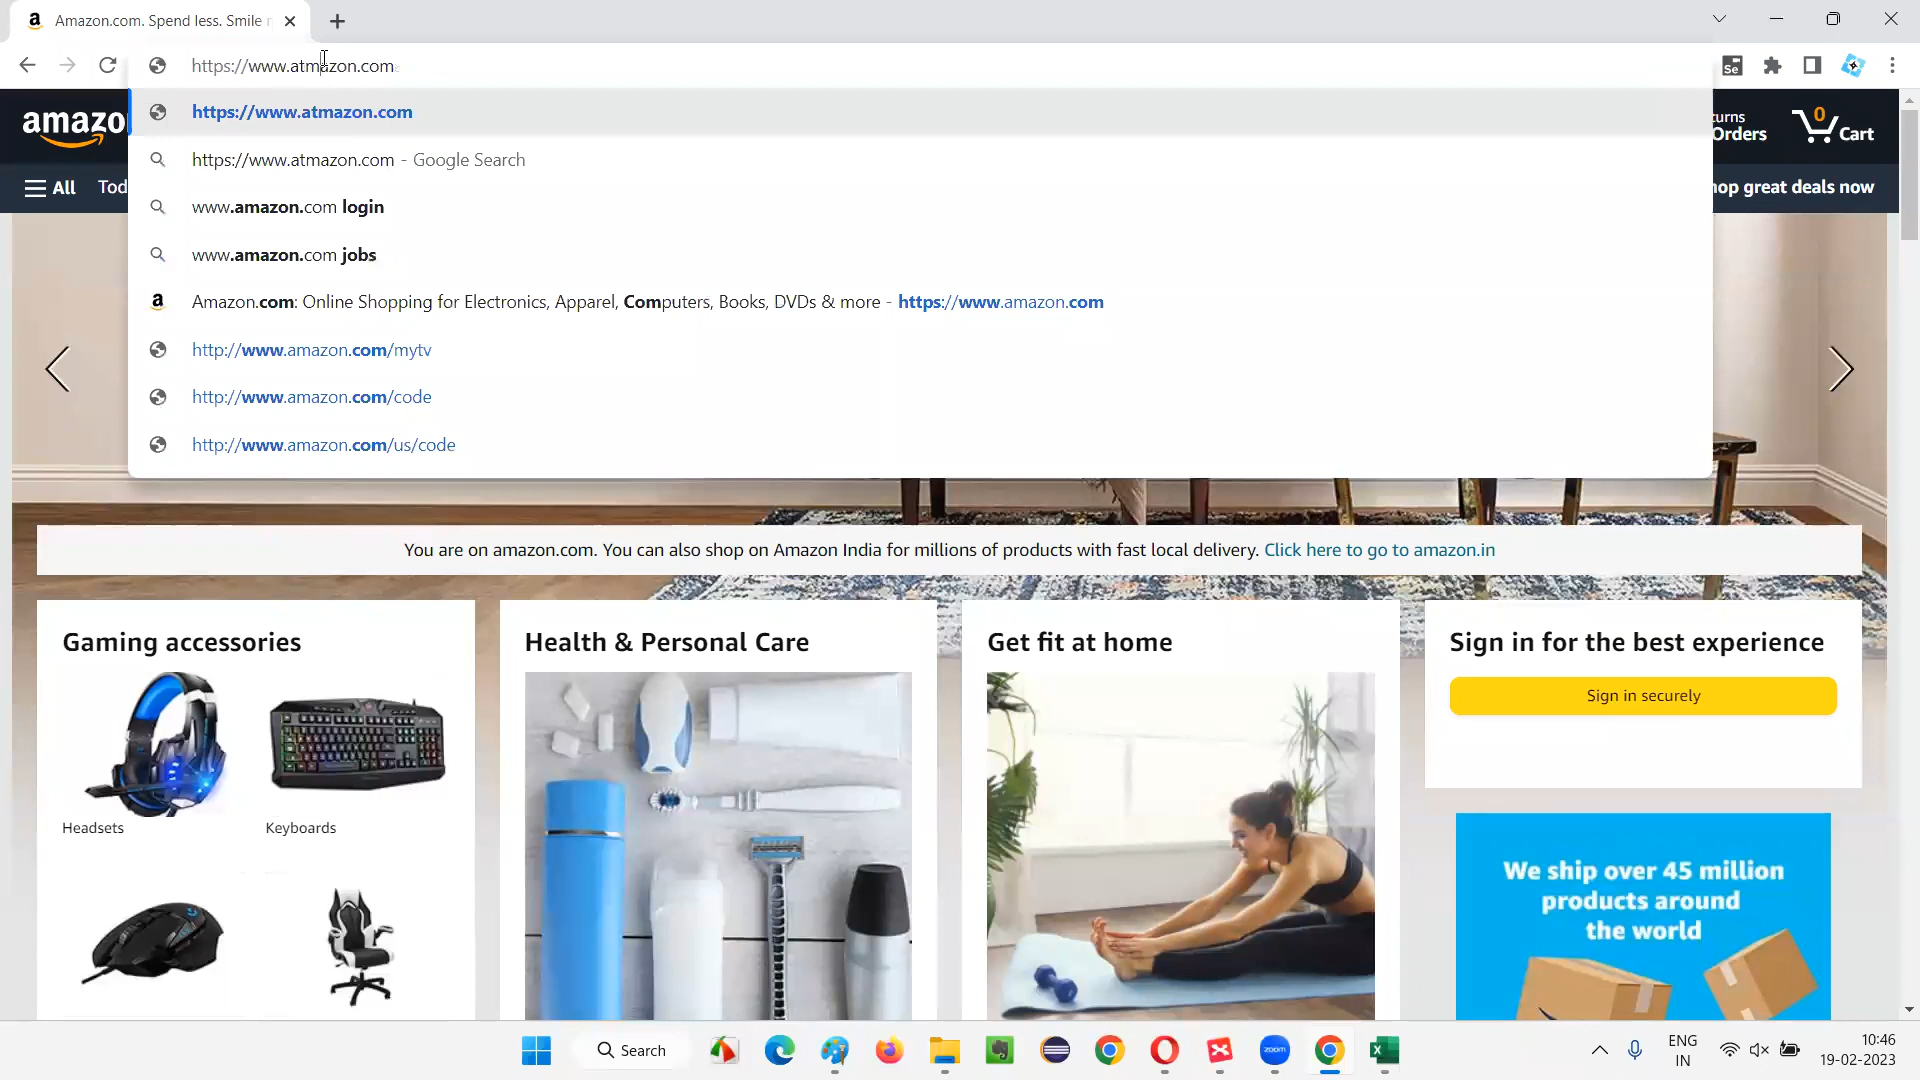 Amazon.com. Spend less. Smile
https://www.atmazon.com
https://www.atmazon.com
https://www.atmazon.com - Google Search
www.amazon.com login
www.amazon.com jobs
Amazon.com: Online Shopping for Electronics, Apparel, Computers, Books, DVDs & more - https://www.amazon.com
http://www.amazon.com/mytv
http://www.amazon.com/code
http://www.amazon.com/us/code
amazo
urns
Orders
0
Cart
All
Tod
hop great deals now
You are on amazon.com. You can also shop on Amazon India for millions of products with fast local delivery. Click here to go to amazon.in
Gaming accessories
Headsets
Keyboards
Health & Personal Care
Get fit at home
Sign in for the best experience
Sign in securely
We ship over 45 million
products around
the world
Search
zoom
ENG
IN
10:46
19-02-2023